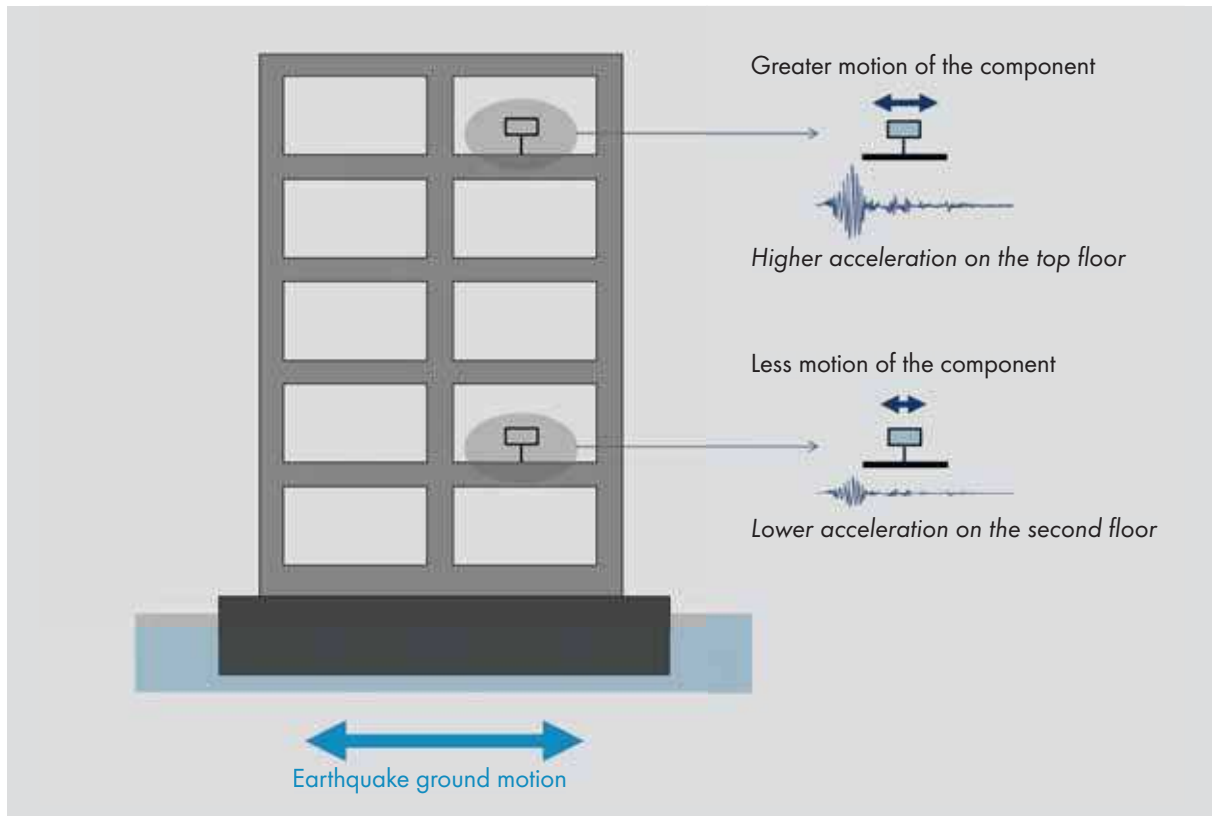 Greater motion of the component
Higher acceleration on the top floor
Less motion of the component
Lower acceleration on the second floor
Earthquake ground motion